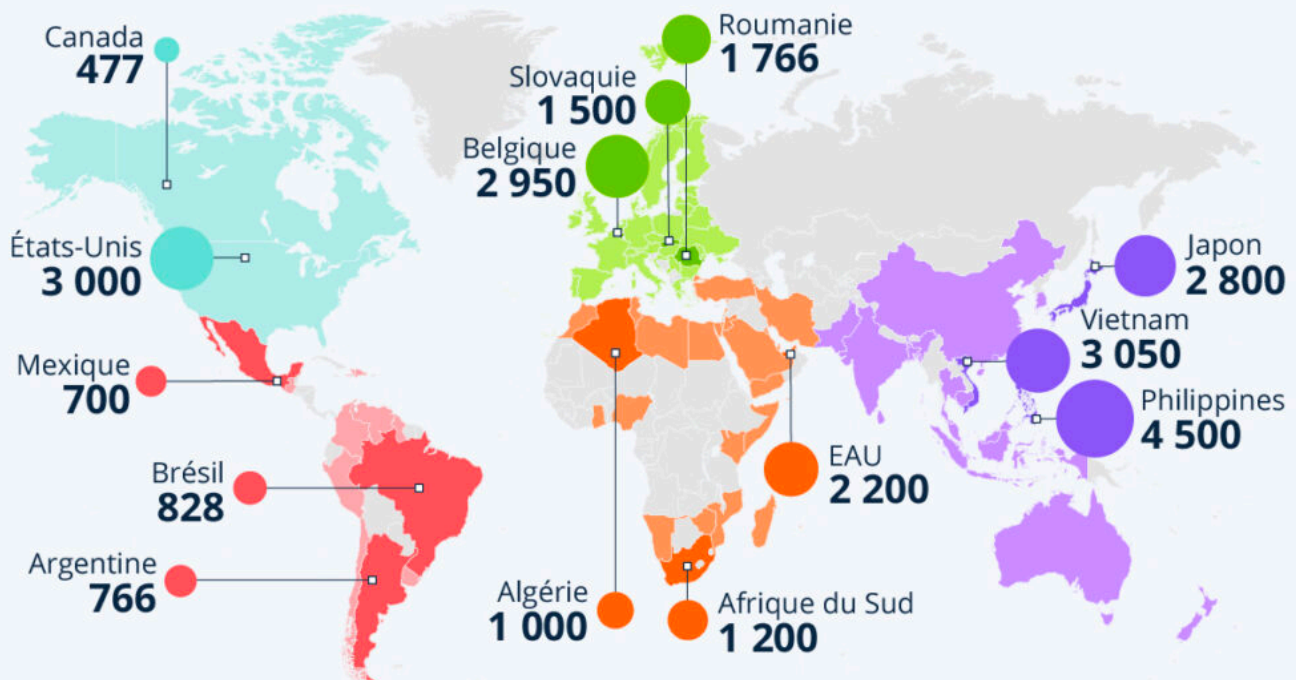 Canada
477
Roumanie
1 766
Slovaquie
1 500
Belgique
2 950
États-Unis
3 000
Japon
2 800
Vietnam
3 050
Mexique
700
Philippines
4 500
Brésil
828
EAU
2 200
Argentine
766
Algérie
1 000
Afrique du Sud
1 200